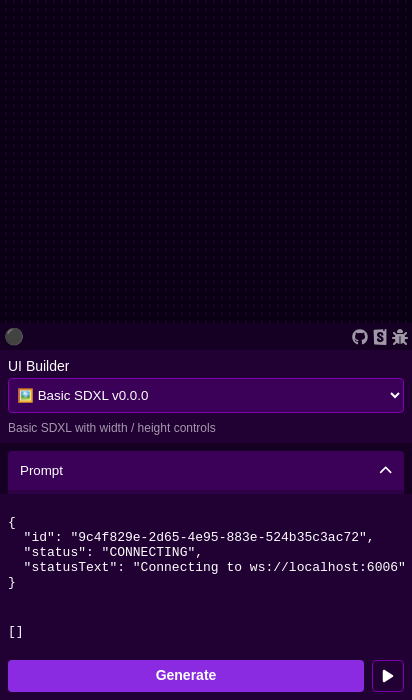 UI Builder
🖼️ Basic SDXL v0.0.0
Basic SDXL with width / height controls
Prompt
{
  "id": "9c4f829e-2d65-4e95-883e-524b35c3ac72",
  "status": "CONNECTING",
  "statusText": "Connecting to ws://localhost:6006"
}
[]
Generate